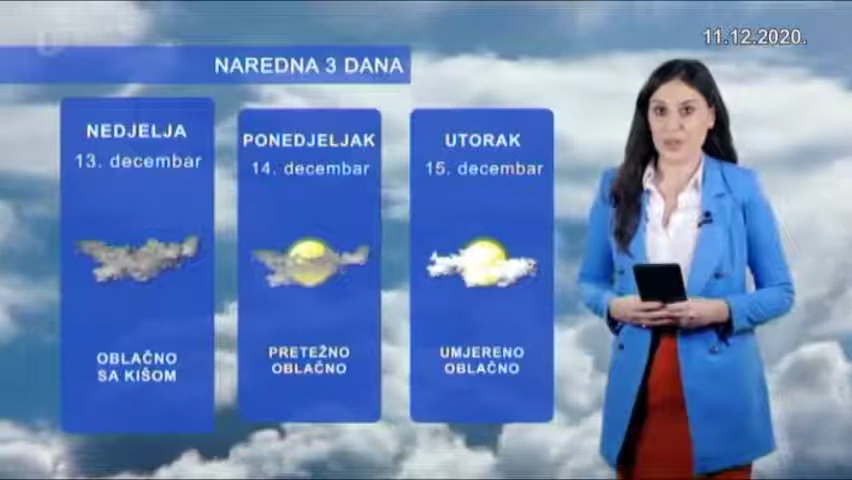 11.12.2020.
NAREDNA 3 DANA
NEDJELJA
13. decembar
OBLAČNO
SA KIŠOM
PONEDJELJAK
14. decembar
PRETEŽNO
OBLAČNO
UTORAK
15. decembar
UMJERENO
OBLAČNO